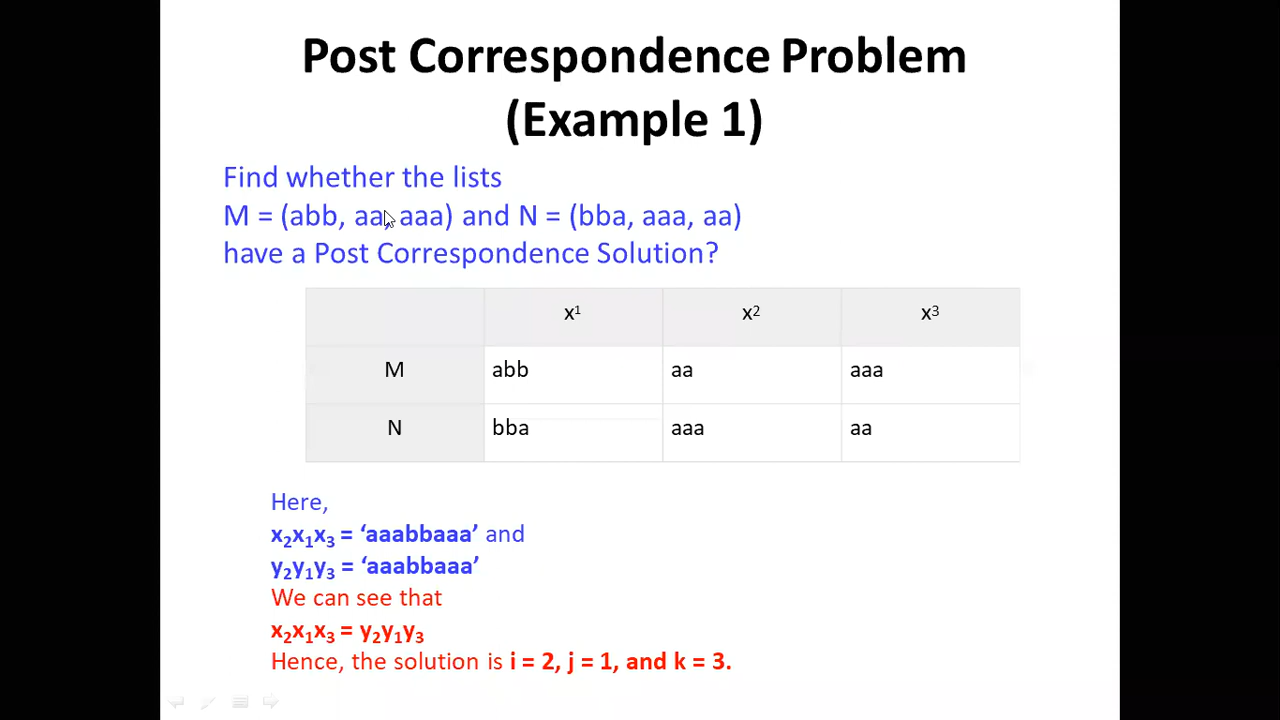 Post Correspondence Problem
(Example 1)
Find whether the lists
M = (abb, aa, aaa) and N = (bba, aaa, aa)
have a Post Correspondence Solution?
x¹ x² x³
M abb aa aaa
N bba aaa aa
Here,
x₂x₁x₃ = ‘aaabbaaa’ and
y₂y₁y₃ = ‘aaabbaaa’
We can see that
x₂x₁x₃ = y₂y₁y₃
Hence, the solution is i = 2, j = 1, and k = 3.